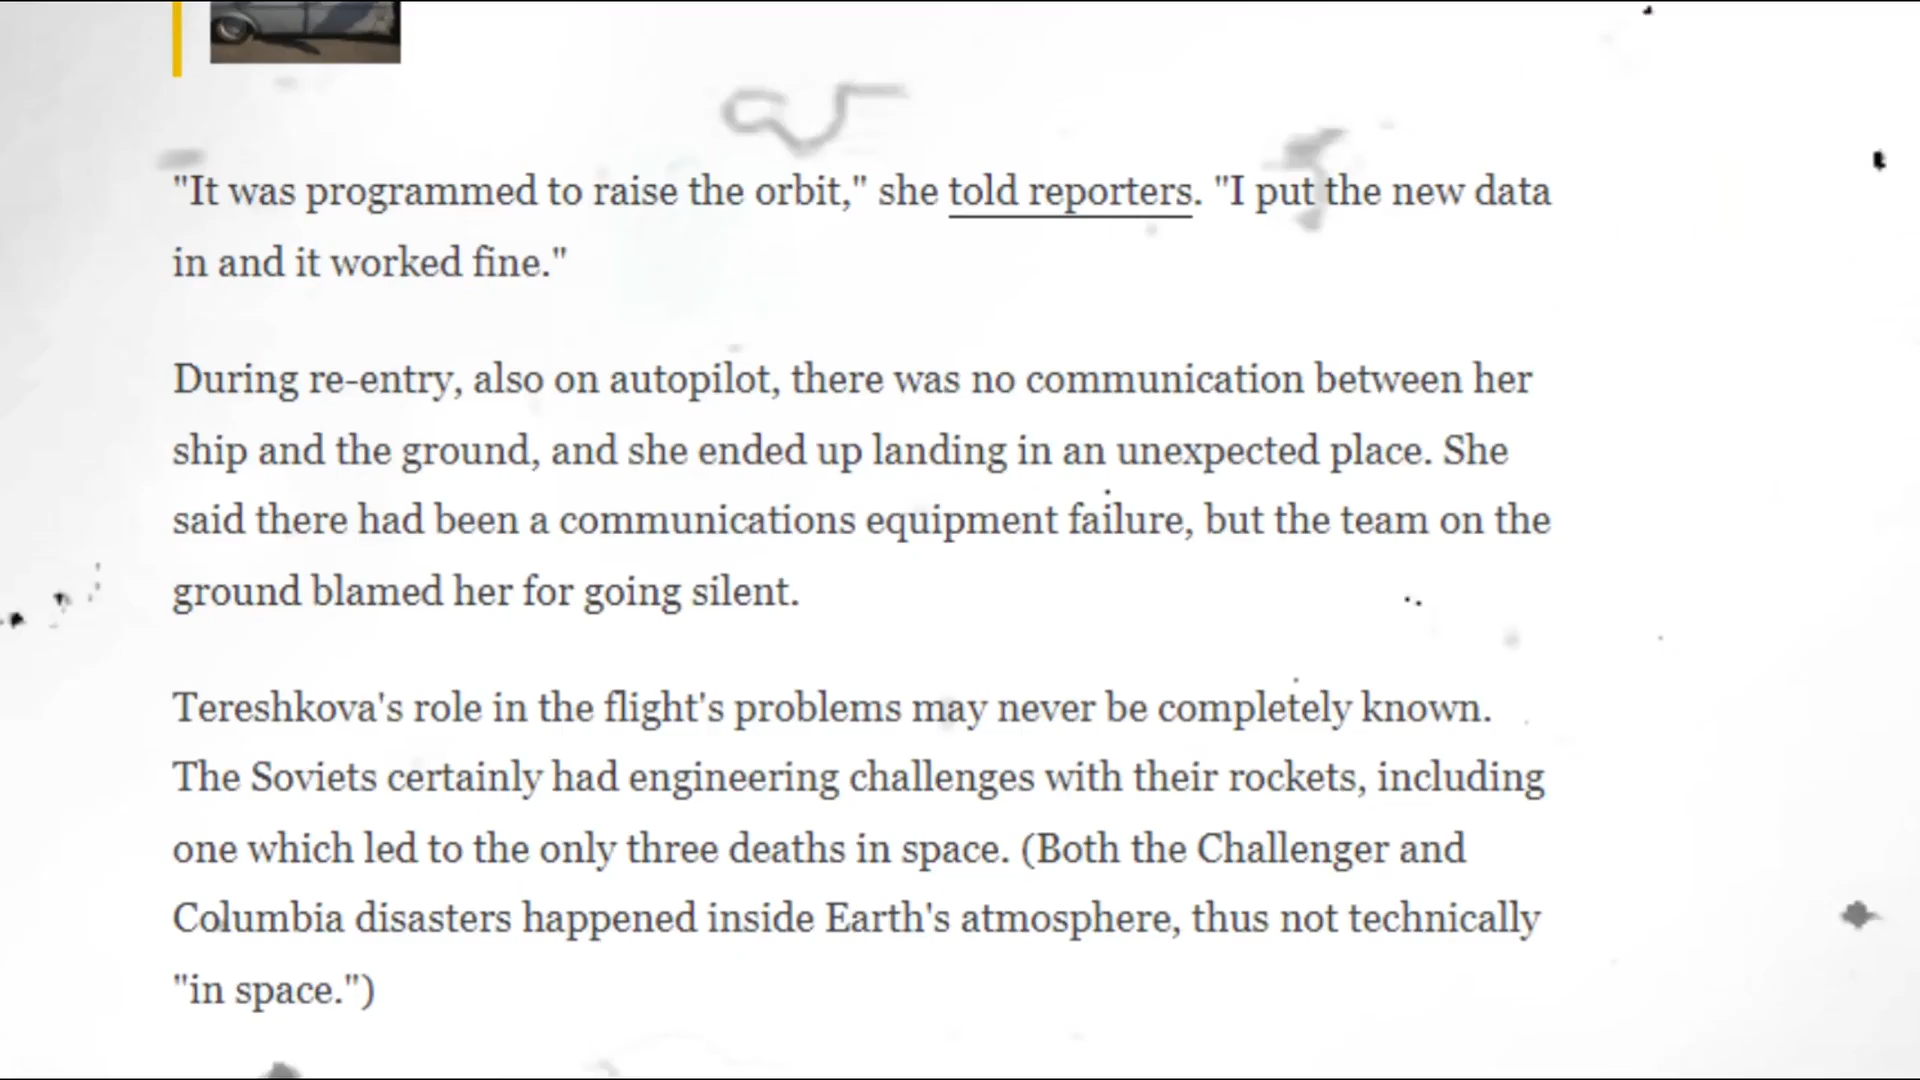 "It was programmed to raise the orbit," she told reporters. "I put the new data
in and it worked fine."
During re-entry, also on autopilot, there was no communication between her
ship and the ground, and she ended up landing in an unexpected place. She
said there had been a communications equipment failure, but the team on the
ground blamed her for going silent.
Tereshkova's role in the flight's problems may never be completely known.
The Soviets certainly had engineering challenges with their rockets, including
one which led to the only three deaths in space. (Both the Challenger and
Columbia disasters happened inside Earth's atmosphere, thus not technically
"in space.")